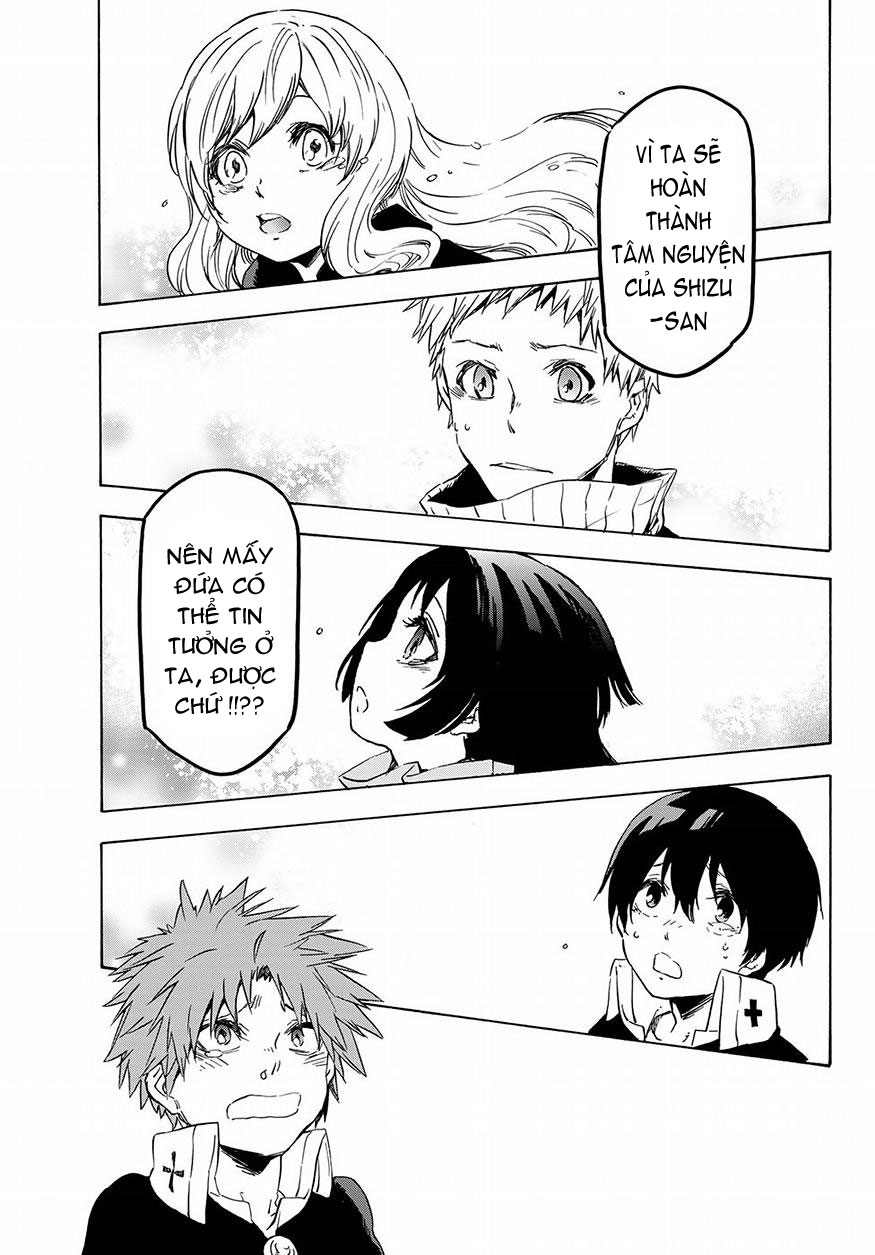 VÌ TA SẼ
HOÀN
THÀNH
TÂM NGUYỆN
CỦA SHIZU
-SAN
NÊN MẤY
ĐỨA CÓ
THỂ TIN
TƯỞNG Ở
TA, ĐƯỢC
CHỨ !!??